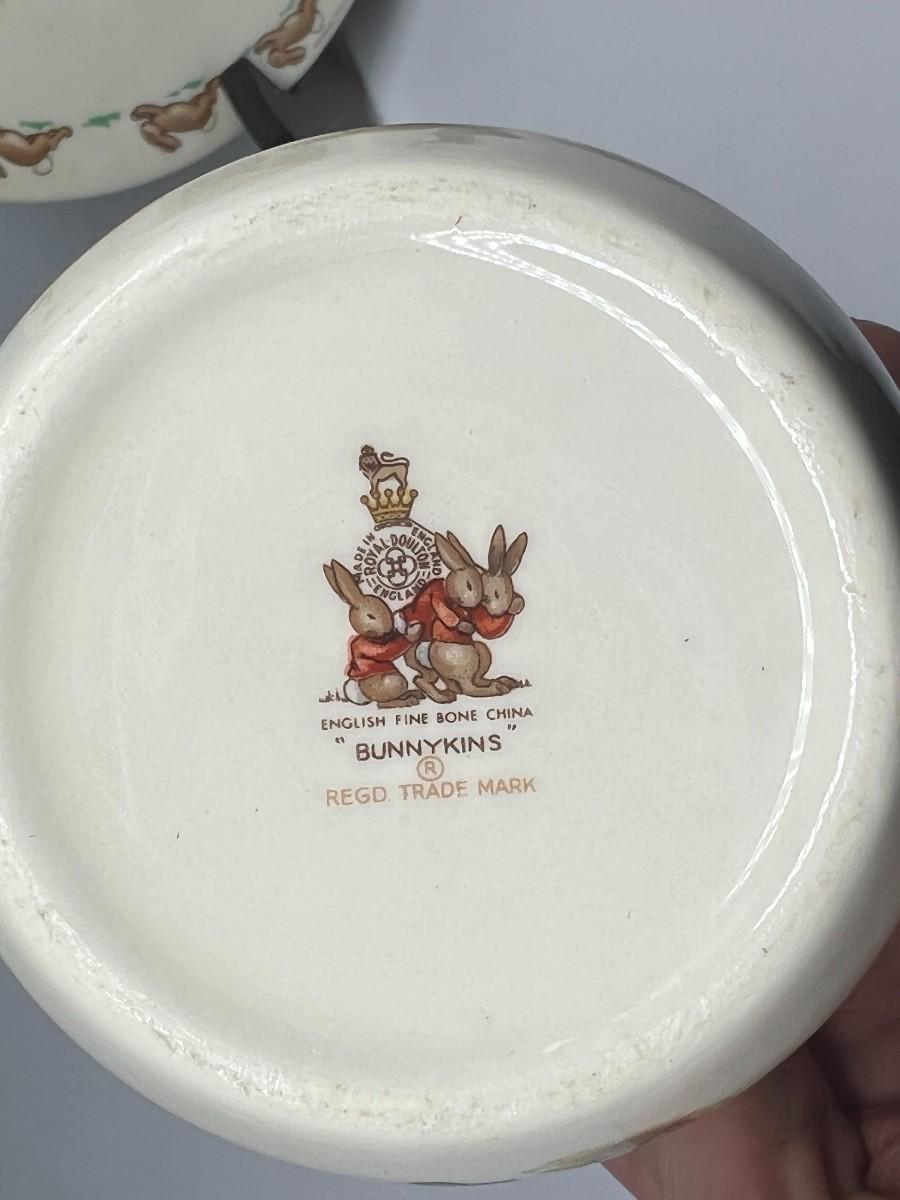 MADE IN ENGLAND
ROYAL·DOULTON
ENGLAND
ENGLISH FINE BONE CHINA
"BUNNYKINS"
®
REGD. TRADE MARK